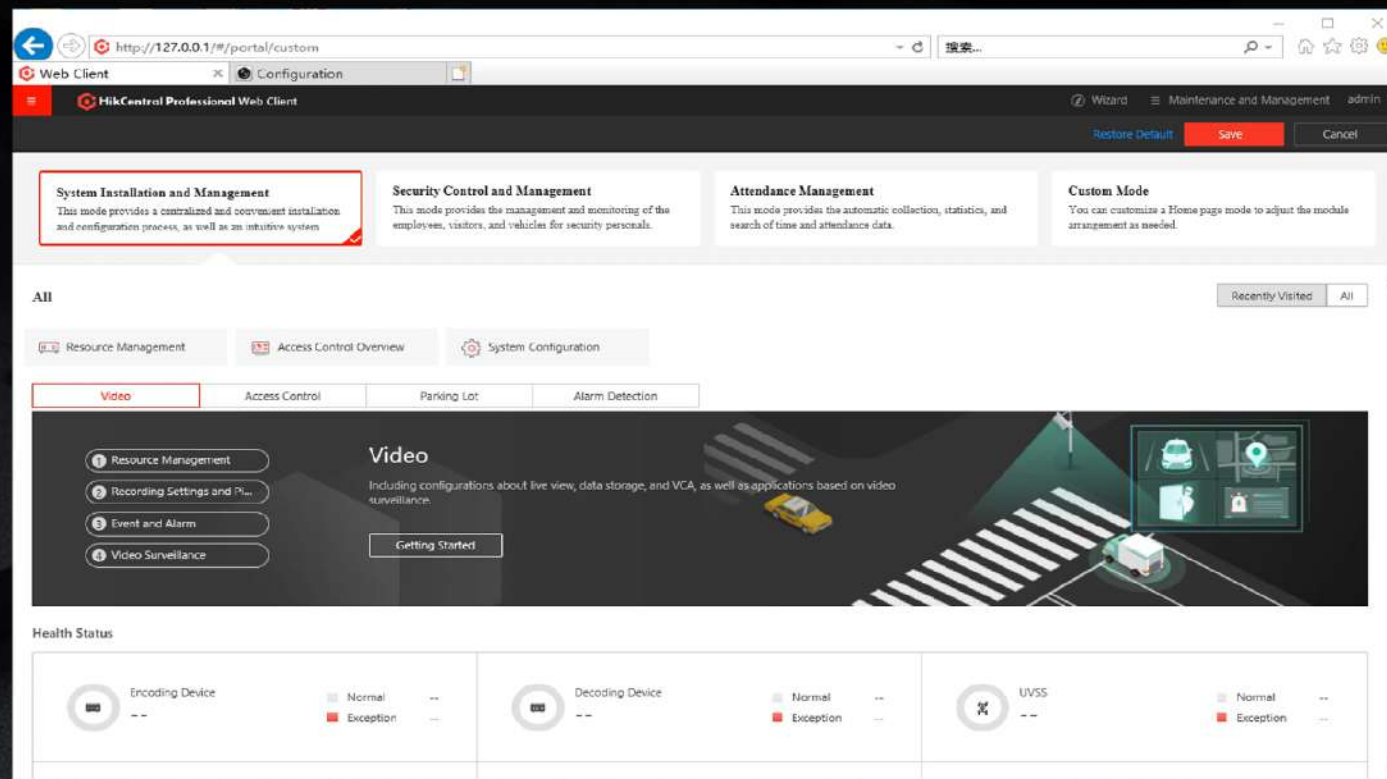 http://127.0.0.1/#/portal/custom
搜索...
Web Client
Configuration
HikCentral Professional Web Client
Wizard
Maintenance and Management
admin
Restore Default
Save
Cancel
System Installation and Management
This mode provides a centralized and convenient installation
and configuration process, as well as an intuitive system
Security Control and Management
This mode provides the management and monitoring of the
employees, visitors, and vehicles for security personals.
Attendance Management
This mode provides the automatic collection, statistics, and
search of time and attendance data.
Custom Mode
You can customize a Home page mode to adjust the module
arrangement as needed.
All
Recently Visited
All
Resource Management
Access Control Overview
System Configuration
Video
Access Control
Parking Lot
Alarm Detection
1 Resource Management
2 Recording Settings and Pi...
3 Event and Alarm
4 Video Surveillance
Video
Including configurations about live view, data storage, and VCA, as well as applications based on video
surveillance.
Getting Started
Health Status
Encoding Device
--
Normal --
Exception --
Decoding Device
--
Normal --
Exception --
UVSS
--
Normal --
Exception --